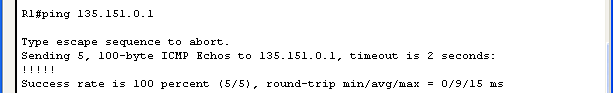 R1#ping 135.151.0.1
Type escape sequence to abort.
Sending 5, 100-byte ICMP Echos to 135.151.0.1, timeout is 2 seconds:
!!!!!
Success rate is 100 percent (5/5), round-trip min/avg/max = 0/9/15 ms